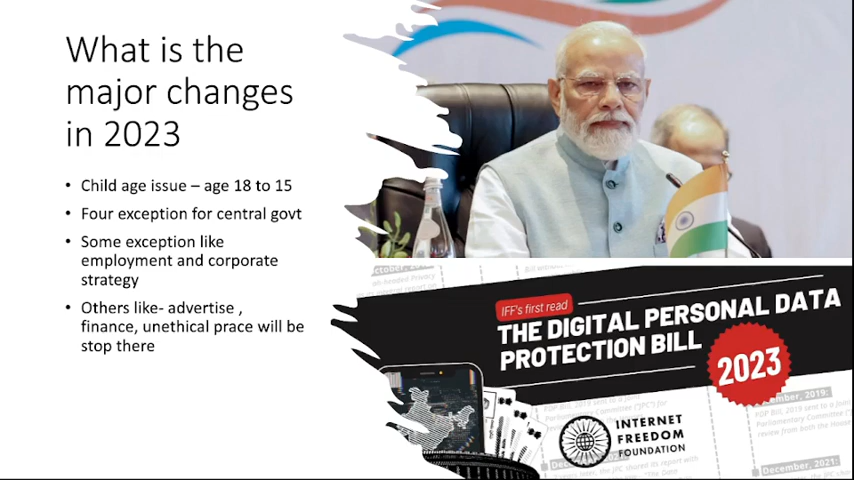 What is the
major changes
in 2023
• Child age issue – age 18 to 15
• Four exception for central govt
• Some exception like
employment and corporate
strategy
• Others like- advertise ,
finance, unethical prace will be
stop there
IFF's first read
THE DIGITAL PERSONAL DATA
PROTECTION BILL
2023
INTERNET
FREEDOM
FOUNDATION
December, 2021: